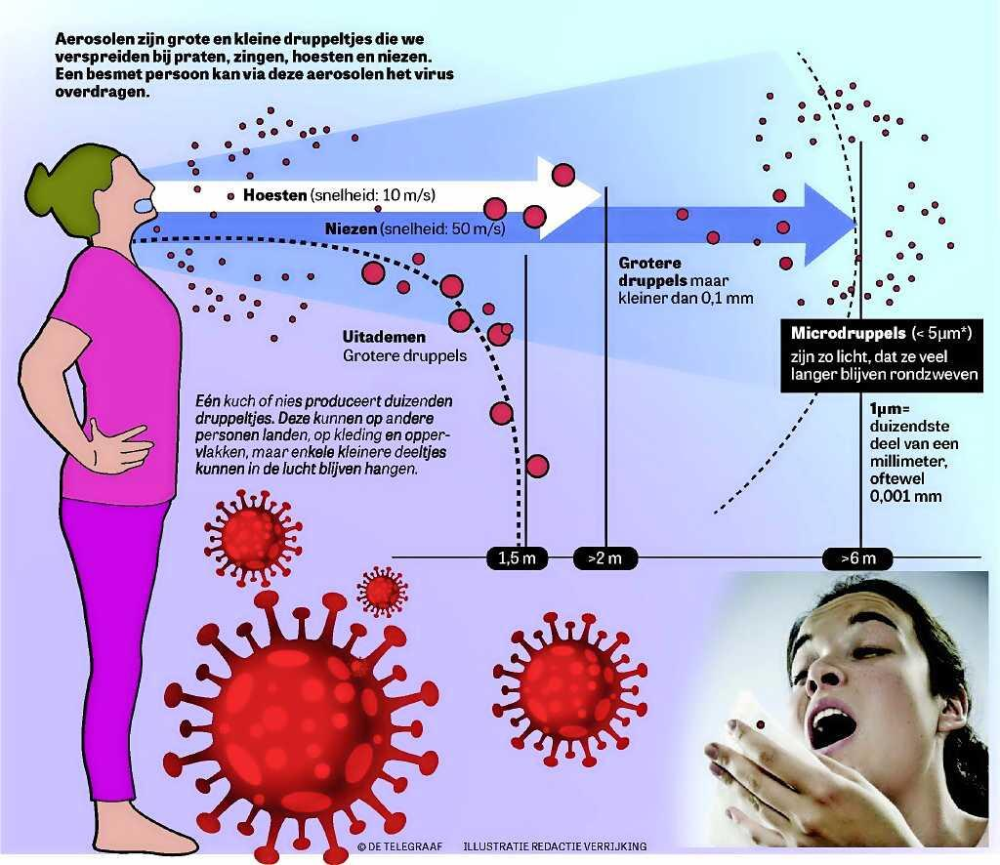 Aerosolen zijn grote en kleine druppeltjes die we
verspreiden bij praten, zingen, hoesten en niezen.
Een besmet persoon kan via deze aerosolen het virus
overdragen.
Hoesten (snelheid: 10 m/s)
Niezen (snelheid: 50 m/s)
Grotere
druppels maar
kleiner dan 0,1 mm
Uitademen
Grotere druppels
Microdruppels (< 5µm*)
zijn zo licht, dat ze veel
langer blijven rondzweven
Eén kuch of nies produceert duizenden
druppeltjes. Deze kunnen op andere
personen landen, op kleding en opper-
vlakken, maar enkele kleinere deeltjes
kunnen in de lucht blijven hangen.
1µm=
duizendste
deel van een
millimeter,
oftewel
0,001 mm
1,5 m
>2 m
>6 m
© DE TELEGRAAF ILLUSTRATIE REDACTIE VERRIJKING